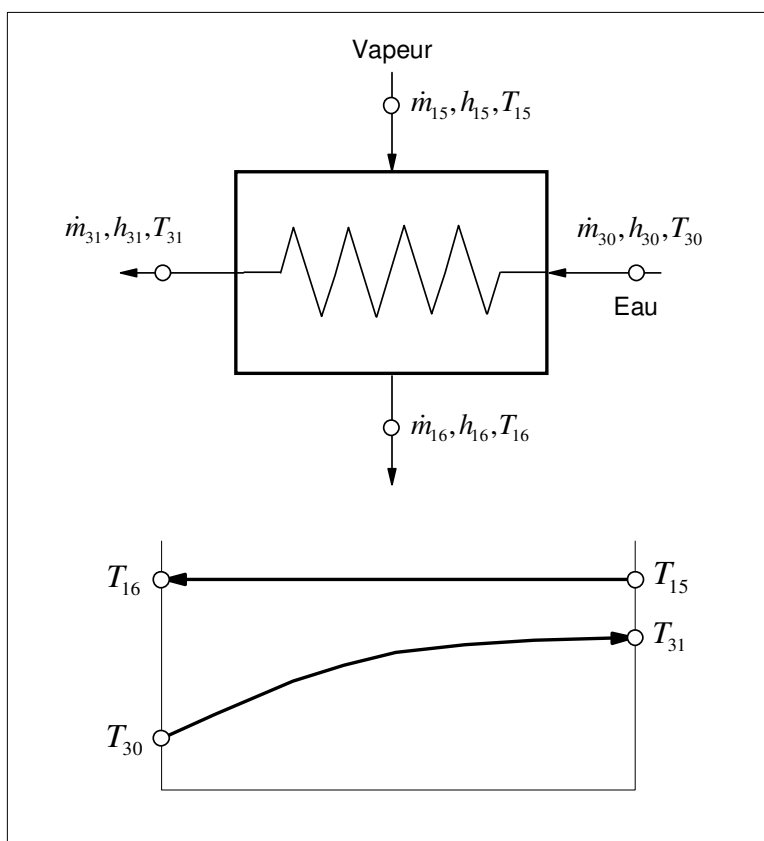 Vapeur
ṁ₁₅, h₁₅, T₁₅
ṁ₃₁, h₃₁, T₃₁
ṁ₃₀, h₃₀, T₃₀
Eau
ṁ₁₆, h₁₆, T₁₆
T₁₆
T₁₅
T₃₁
T₃₀